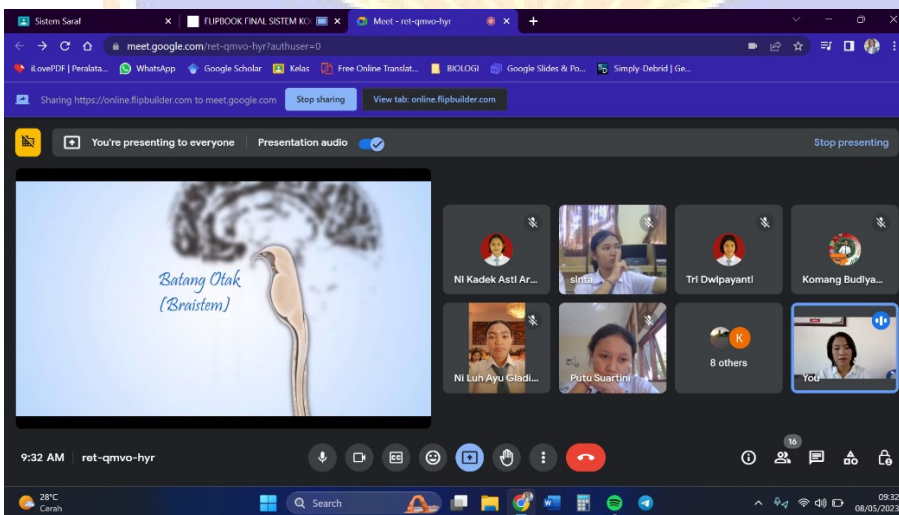 Sistem Saraf
FLIPBOOK FINAL SISTEM KO
Meet - ret-qmvo-hyr
meet.google.com/ret-qmvo-hyr?authuser=0
iLovePDF | Peralata...
WhatsApp
Google Scholar
Kelas
Free Online Translat...
BIOLOGI
Google Slides & Po...
Simply-Debrid | Ge...
Sharing https://online.flipbuilder.com to meet.google.com
Stop sharing
View tab: online.flipbuilder.com
You're presenting to everyone
Presentation audio
Stop presenting
Batang Otak
(Braistem)
Ni Kadek Asti Ar...
sinta
Tri Dwipayanti
Komang Budiya...
Ni Luh Ayu Gladi...
Putu Suartini
K
8 others
You
9:32 AM
ret-qmvo-hyr
CC
16
28°C
Cerah
Search
09:32
08/05/2023